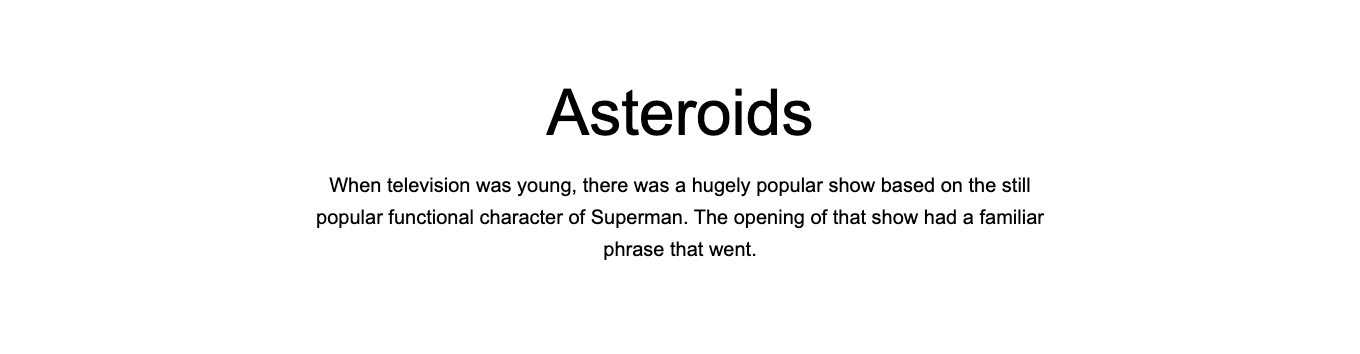 Asteroids
When television was young, there was a hugely popular show based on the still
popular functional character of Superman. The opening of that show had a familiar
phrase that went.